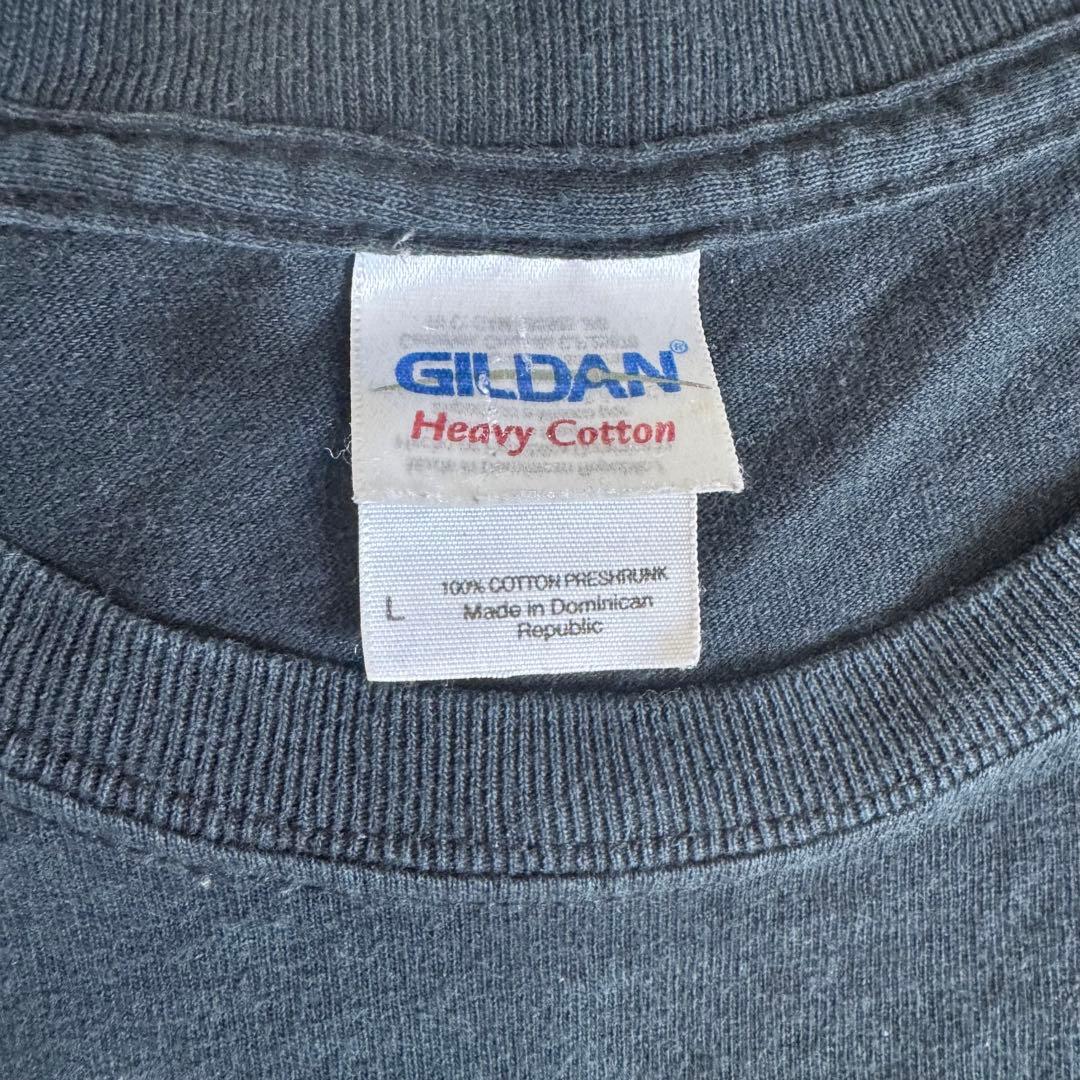 GILDAN®
Heavy Cotton
100% COTTON PRESHRUNK
L
Made in Dominican
Republic